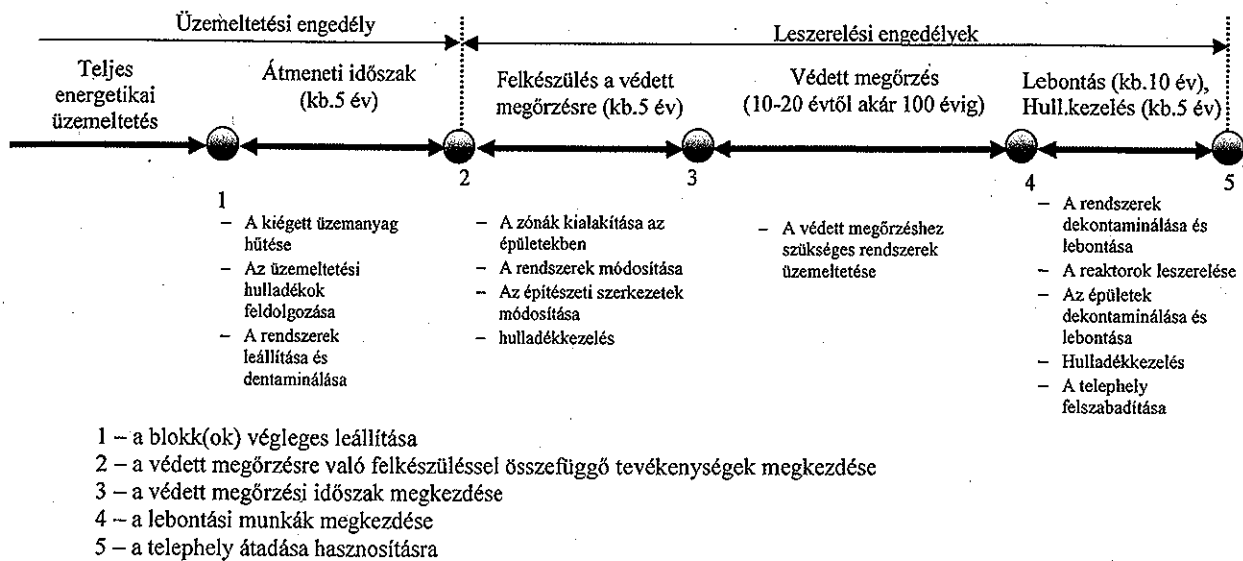 Üzemeltetési engedély
Leszerelési engedélyek
Teljes
energetikai
üzemeltetés
Átmeneti időszak
(kb.5 év)
Felkészülés a védett
megőrzésre (kb.5 év)
Védett megőrzés
(10-20 évtől akár 100 évig)
Lebontás (kb.10 év),
Hull.kezelés (kb.5 év)
1
2
3
4
5
– A kiégett üzemanyag
hűtése
– Az üzemeltetési
hulladékok
feldolgozása
– A rendszerek
leállítása és
dentaminálása
– A zónák kialakítása az
épületekben
– A rendszerek módosítása
– Az építészeti szerkezetek
módosítása
– hulladékkezelés
– A védett megőrzéshez
szükséges rendszerek
üzemeltetése
– A rendszerek
dekontaminálása és
lebontása
– A reaktorok leszerelése
– Az épületek
dekontaminálása és
lebontása
– Hulladékkezelés
– A telephely
felszabadítása
1 – a blokk(ok) végleges leállítása
2 – a védett megőrzésre való felkészüléssel összefüggő tevékenységek megkezdése
3 – a védett megőrzési időszak megkezdése
4 – a lebontási munkák megkezdése
5 – a telephely átadása hasznosításra